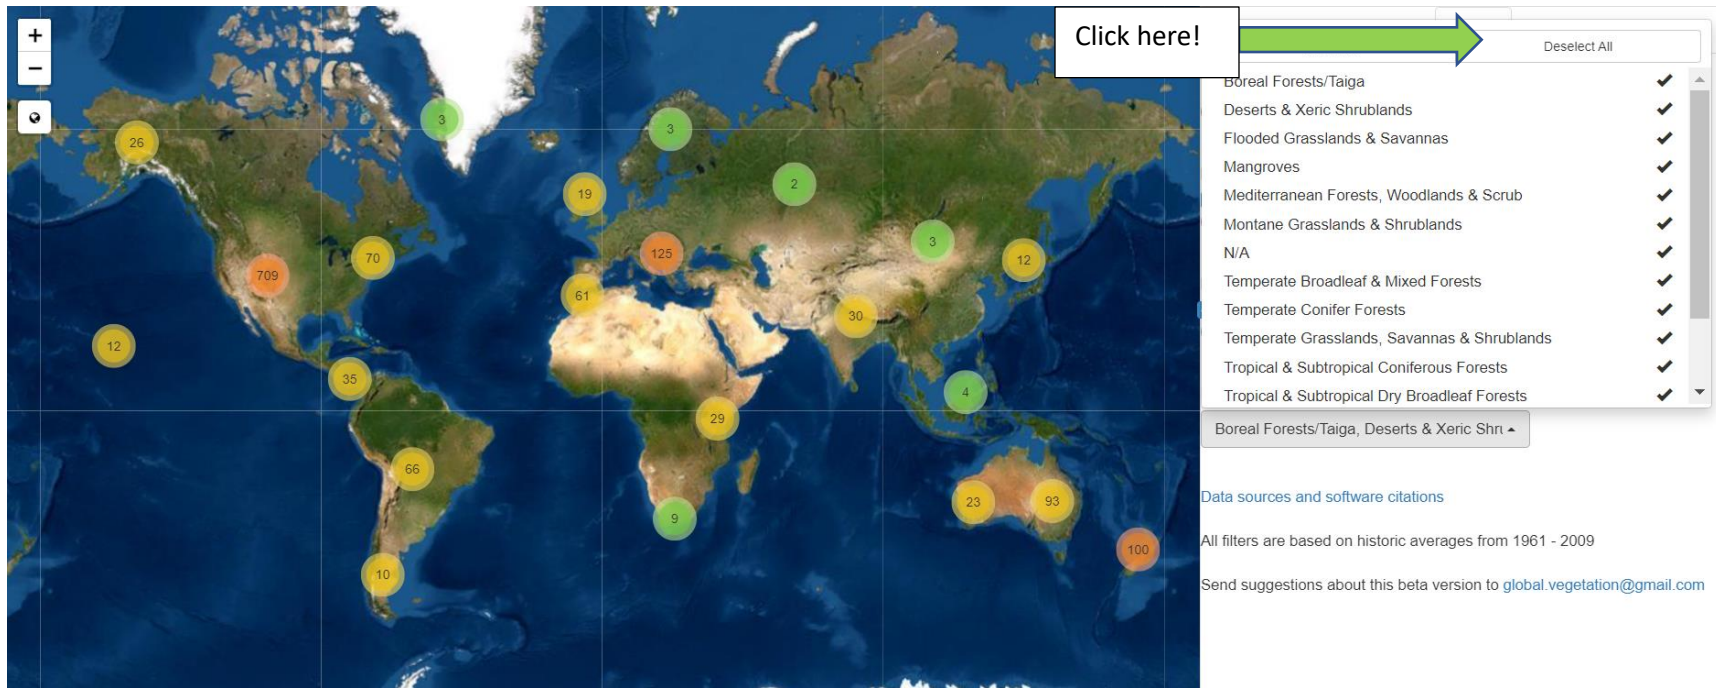 +
−
Click here!
Deselect All
Boreal Forests/Taiga
Deserts & Xeric Shrublands
Flooded Grasslands & Savannas
Mangroves
Mediterranean Forests, Woodlands & Scrub
Montane Grasslands & Shrublands
N/A
Temperate Broadleaf & Mixed Forests
Temperate Conifer Forests
Temperate Grasslands, Savannas & Shrublands
Tropical & Subtropical Coniferous Forests
Tropical & Subtropical Dry Broadleaf Forests
Boreal Forests/Taiga, Deserts & Xeric Shru
Data sources and software citations
All filters are based on historic averages from 1961 - 2009
Send suggestions about this beta version to global.vegetation@gmail.com
3
3
26
2
19
3
125
70
12
709
61
30
12
35
4
29
66
23
93
9
100
10